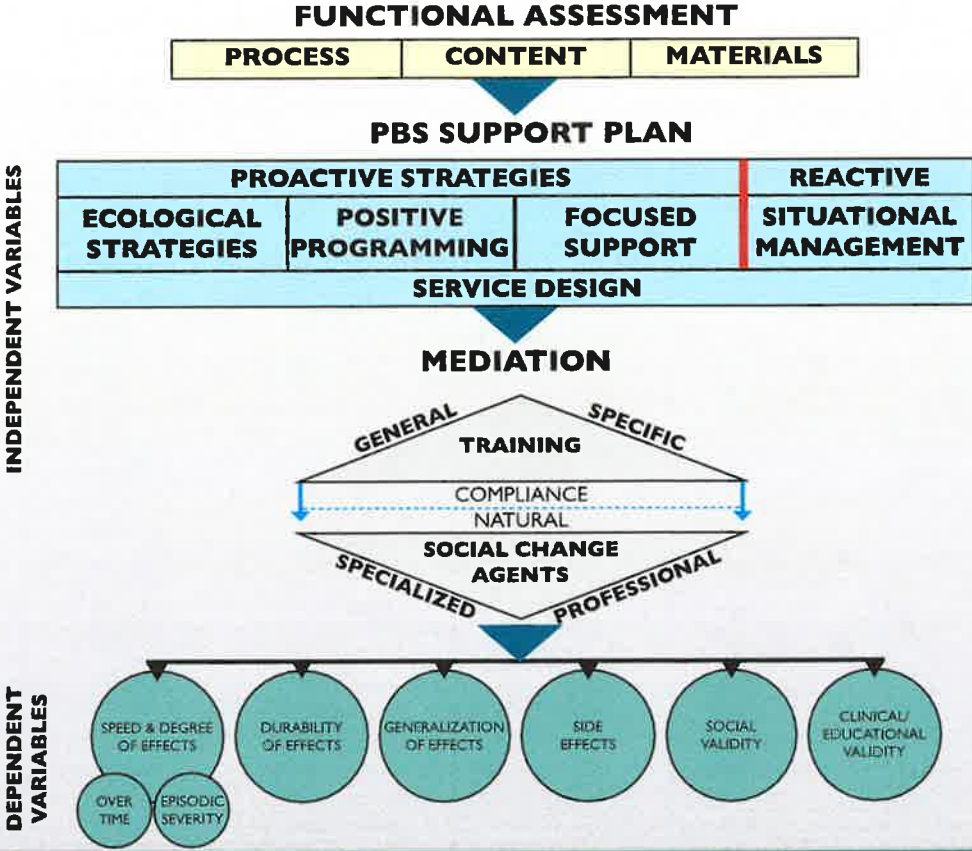 FUNCTIONAL ASSESSMENT
PROCESS CONTENT MATERIALS
PBS SUPPORT PLAN
PROACTIVE STRATEGIES REACTIVE
ECOLOGICAL STRATEGIES
POSITIVE PROGRAMMING
FOCUSED SUPPORT
SITUATIONAL MANAGEMENT
SERVICE DESIGN
INDEPENDENT VARIABLES
MEDIATION
GENERAL SPECIFIC
TRAINING
COMPLIANCE
NATURAL
SOCIAL CHANGE
AGENTS
SPECIALIZED PROFESSIONAL
DEPENDENT
VARIABLES
SPEED & DEGREE
OF EFFECTS
OVER
TIME
EPISODIC
SEVERITY
DURABILITY
OF EFFECTS
GENERALIZATION
OF EFFECTS
SIDE
EFFECTS
SOCIAL
VALIDITY
CLINICAL/
EDUCATIONAL
VALIDITY